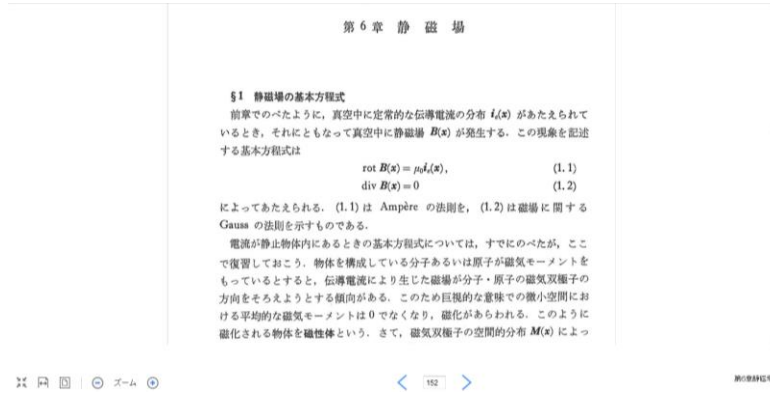 第6章 静磁場
§1 静磁場の基本方程式
前章でのべたように，真空中に定常的な伝導電流の分布 iₑ(x) があたえられて
いるとき，それにともなって真空中に静磁場 B(x) が発生する．この現象を記述
する基本方程式は
rot B(x) = μ₀iₑ(x), (1.1)
div B(x) = 0 (1.2)
によってあたえられる．(1.1) は Ampère の法則を，(1.2) は磁場に関する
Gauss の法則を示すものである．
電流が静止物体内にあるときの基本方程式については，すでにのべたが，ここ
で復習しておこう．物体を構成している分子あるいは原子が磁気モーメントを
もっているとすると，伝導電流により生じた磁場が分子・原子の磁気双極子の
方向をそろえようとする傾向がある．このため巨視的な意味での微小空間にお
ける平均的な磁気モーメントは0でなくなり，磁化があらわれる．このように
磁化される物体を磁性体という．さて，磁気双極子の空間的分布 M(x) によっ
ズーム
152